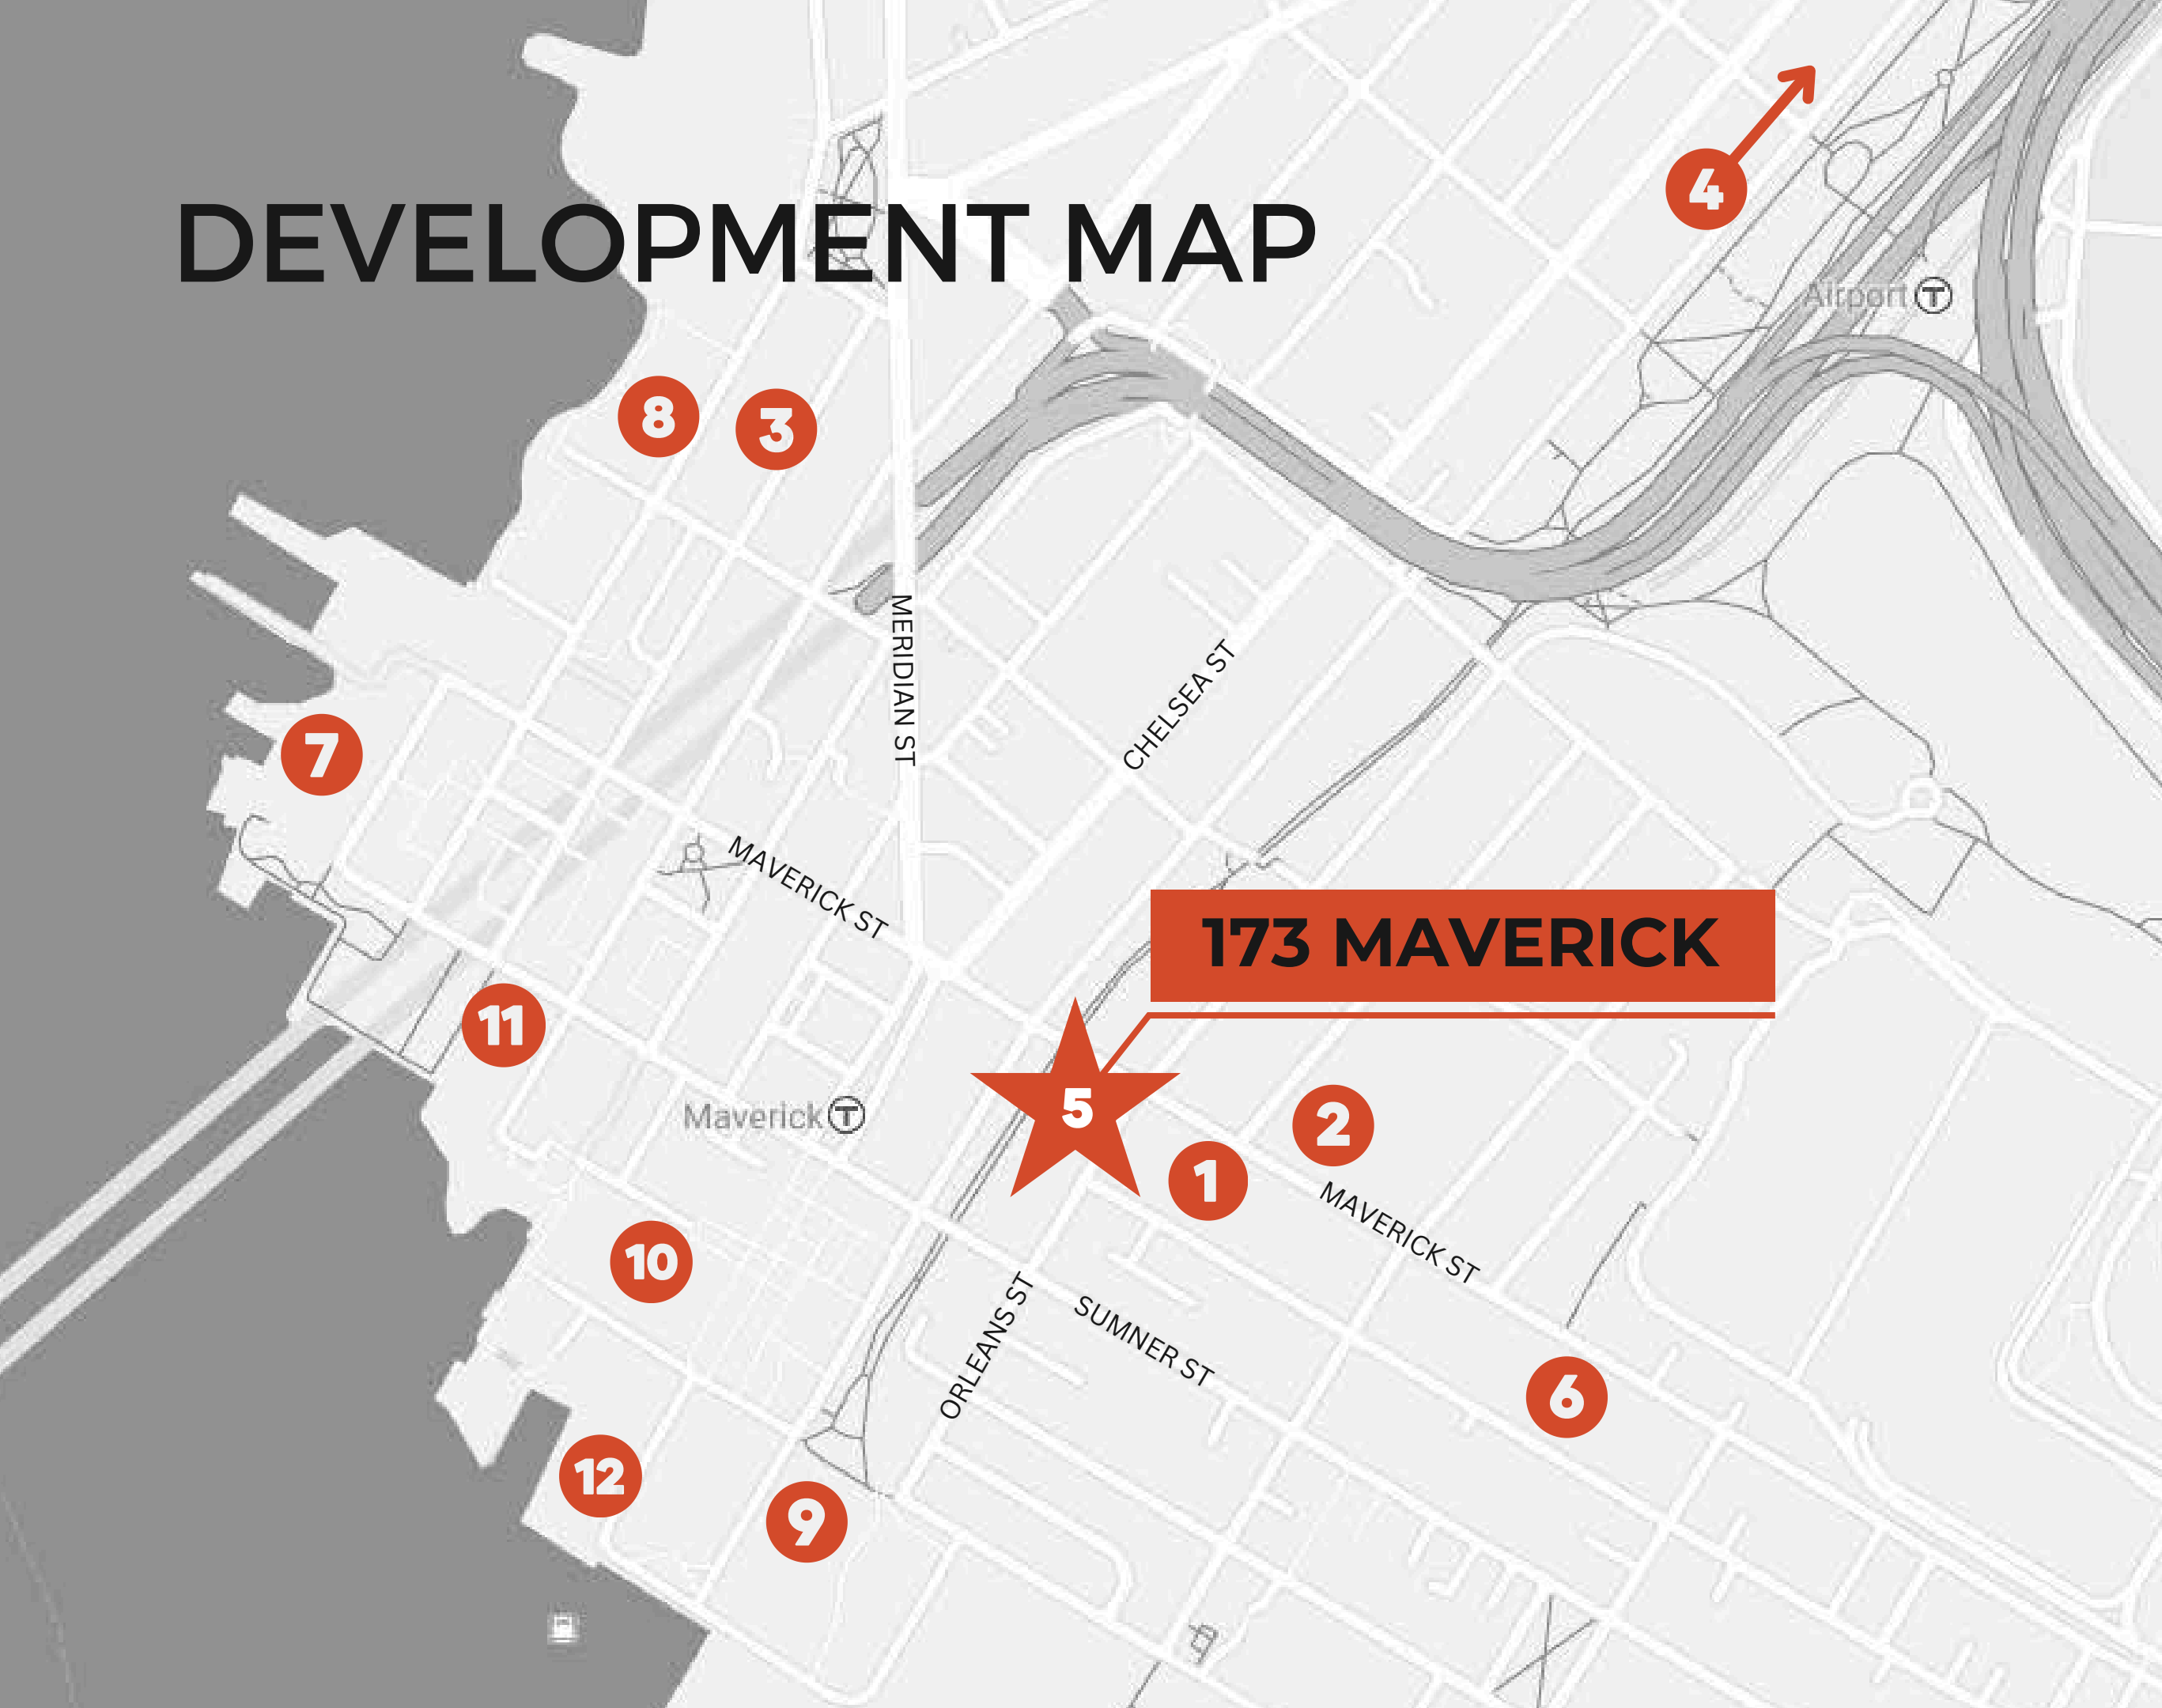 4
DEVELOPMENT MAP
Airport T
8
3
MERIDIAN ST
CHELSEA ST
7
MAVERICK ST
173 MAVERICK
11
5
Maverick T
2
1
MAVERICK ST
10
ORLEANS ST
SUMNER ST
6
12
9